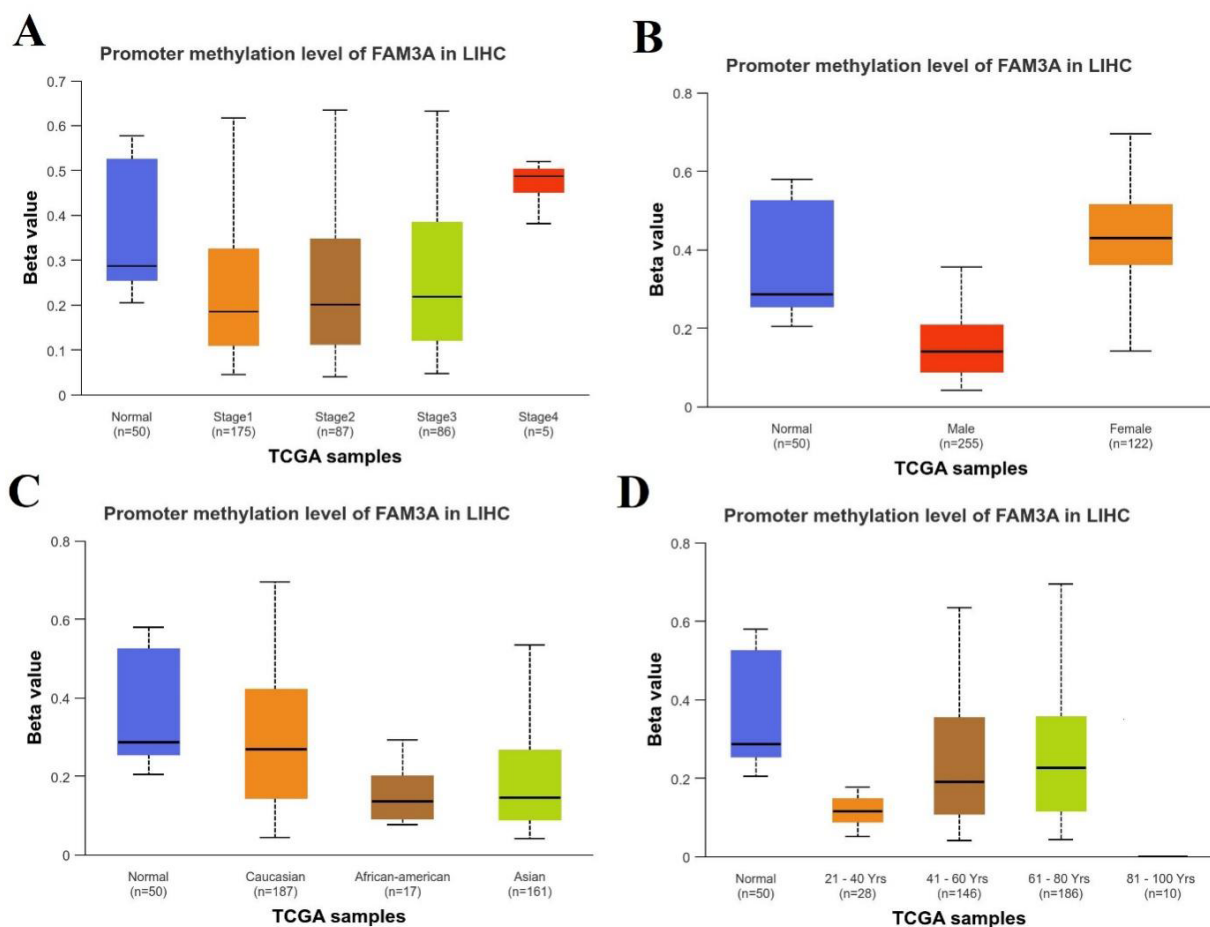 A
Promoter methylation level of FAM3A in LIHC
Beta value
0.7
0.6
0.5
0.4
0.3
0.2
0.1
0
Normal Stage1 Stage2 Stage3 Stage4
(n=50) (n=175) (n=87) (n=86) (n=5)
TCGA samples
B
Promoter methylation level of FAM3A in LIHC
Beta value
0.8
0.6
0.4
0.2
0
Normal Male Female
(n=50) (n=255) (n=122)
TCGA samples
C
Promoter methylation level of FAM3A in LIHC
Beta value
0.8
0.6
0.4
0.2
0
Normal Caucasian African-american Asian
(n=50) (n=187) (n=17) (n=161)
TCGA samples
D
Promoter methylation level of FAM3A in LIHC
Beta value
0.8
0.6
0.4
0.2
0
Normal 21 - 40 Yrs 41 - 60 Yrs 61 - 80 Yrs 81 - 100 Yrs
(n=50) (n=28) (n=146) (n=186) (n=10)
TCGA samples